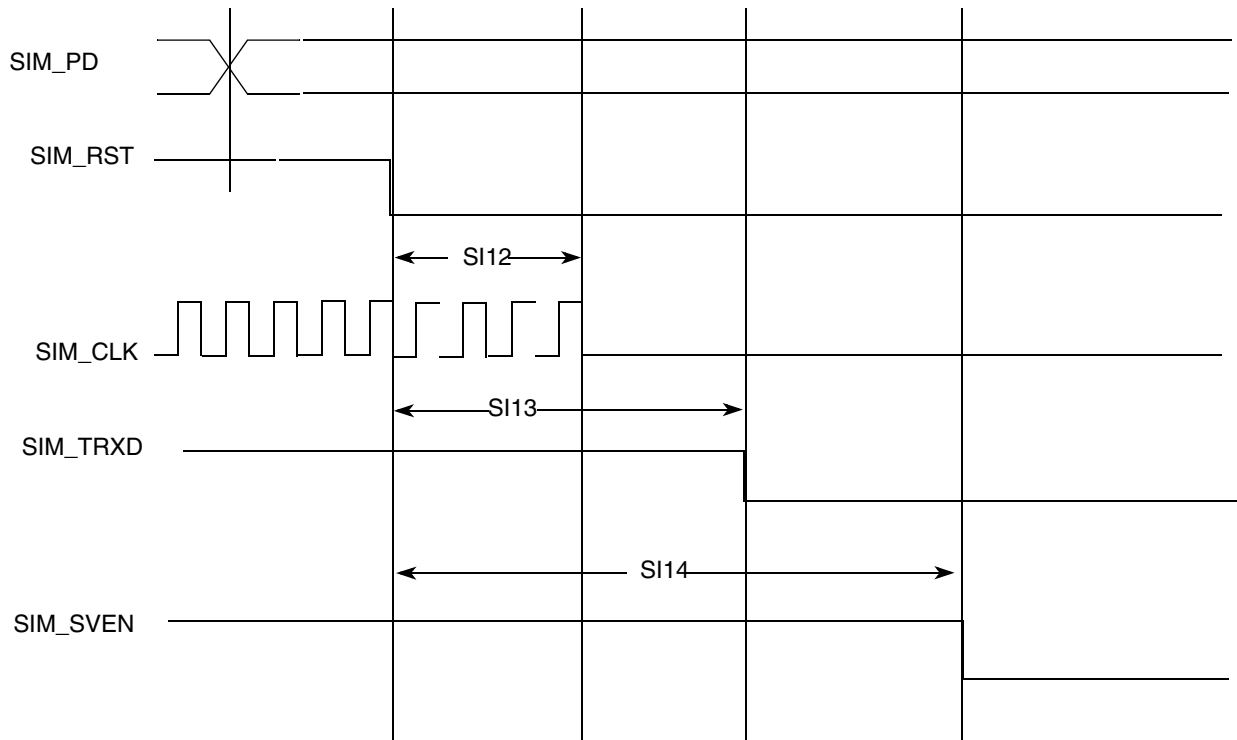 SIM_PD
SIM_RST
SI12
SIM_CLK
SI13
SIM_TRXD
SI14
SIM_SVEN